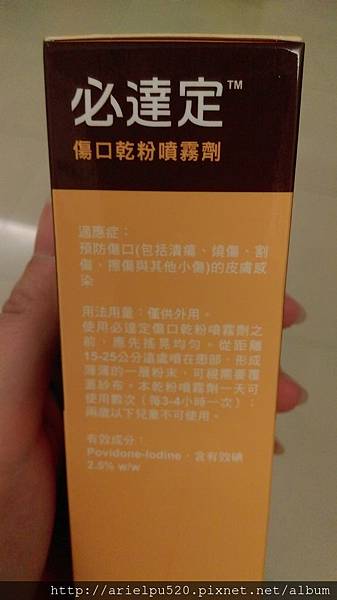 必達定™
傷口乾粉噴霧劑
適應症：
預防傷口(包括潰瘍、燒傷、割
傷、擦傷與其他小傷)的皮膚感
染
用法用量：僅供外用。
使用必達定傷口乾粉噴霧劑之
前，應先搖晃均勻。從距離
15-25公分遠處噴在患部，形成
薄薄的一層粉末，可視需要覆
蓋紗布。本乾粉噴霧劑一天可
使用數次（每3-4小時一次）；
兩歲以下兒童不可使用。
有效成分：
Povidone-Iodine，含有效碘
2.5% w/w
http://arielpu520.pixnet.net/album